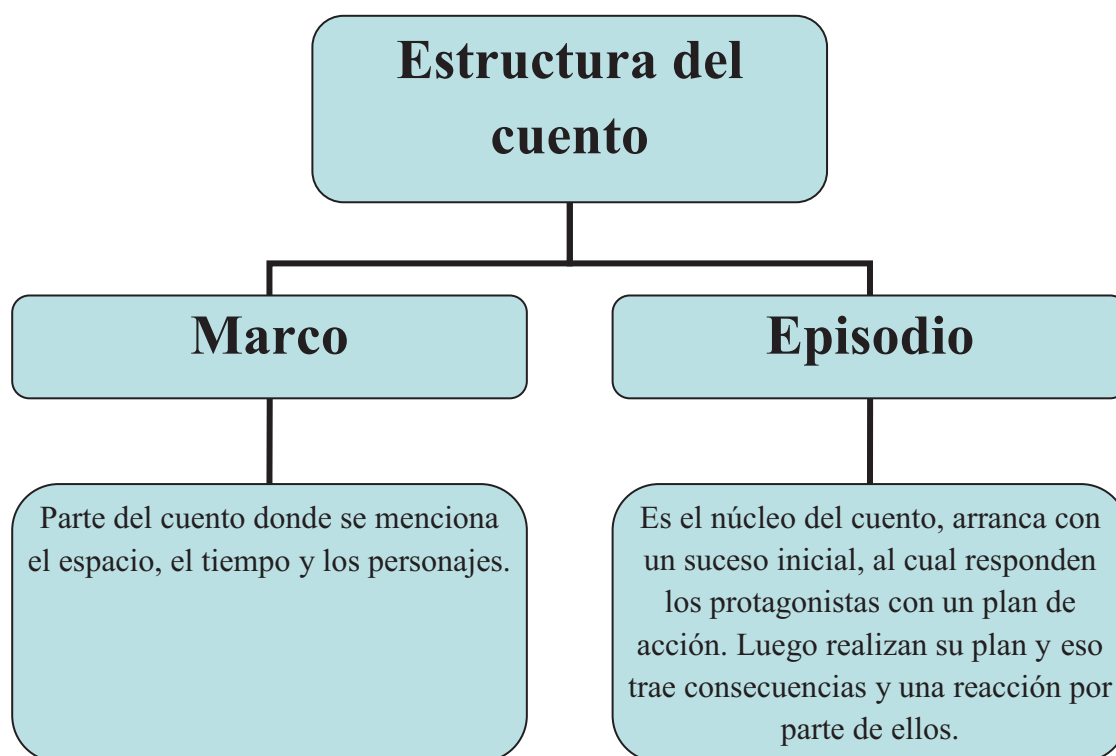 Estructura del
cuento
Marco
Episodio
Parte del cuento donde se menciona
el espacio, el tiempo y los personajes.
Es el núcleo del cuento, arranca con
un suceso inicial, al cual responden
los protagonistas con un plan de
acción. Luego realizan su plan y eso
trae consecuencias y una reacción por
parte de ellos.